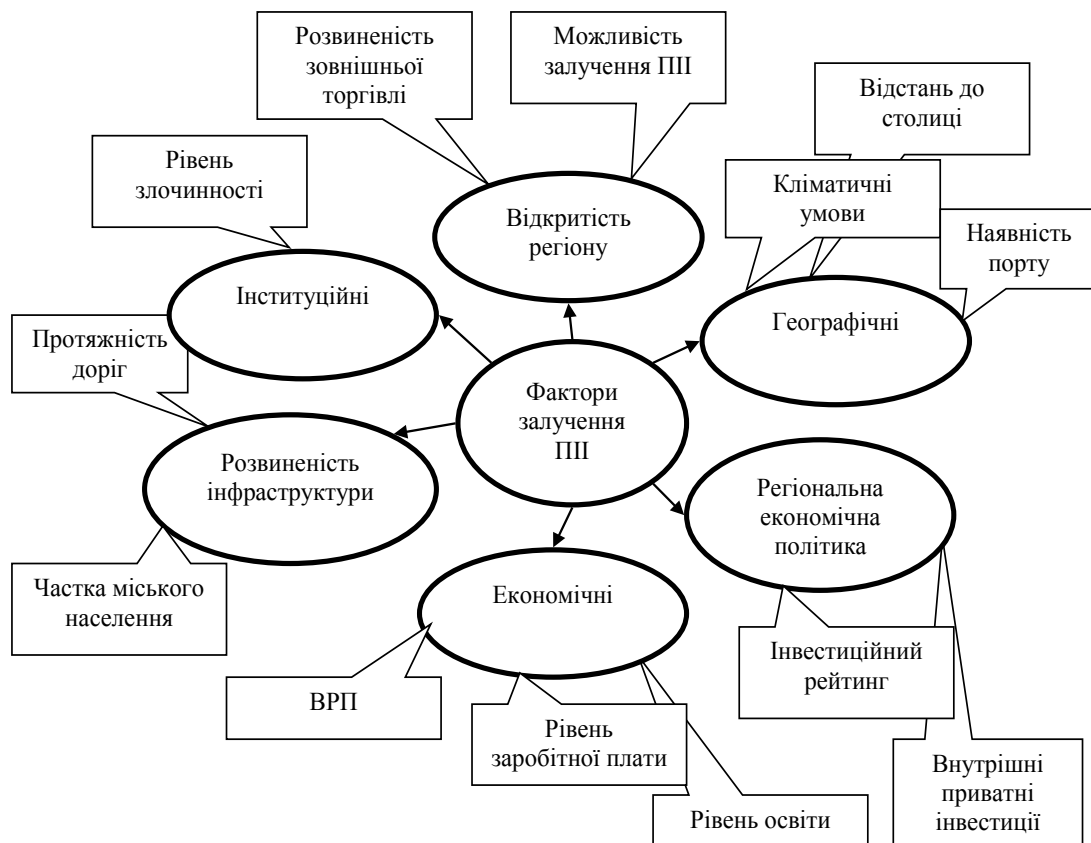 Розвиненість
зовнішньої
торгівлі
Можливість
залучення ПІІ
Відстань до
столиці
Рівень
злочинності
Кліматичні
умови
Відкритість
регіону
Наявність
порту
Інституційні
Географічні
Протяжність
доріг
Фактори
залучення
ПІІ
Розвиненість
інфраструктури
Регіональна
економічна
політика
Частка міського
населення
Економічні
Інвестиційний
рейтинг
ВРП
Рівень
заробітної плати
Внутрішні
приватні
інвестиції
Рівень освіти